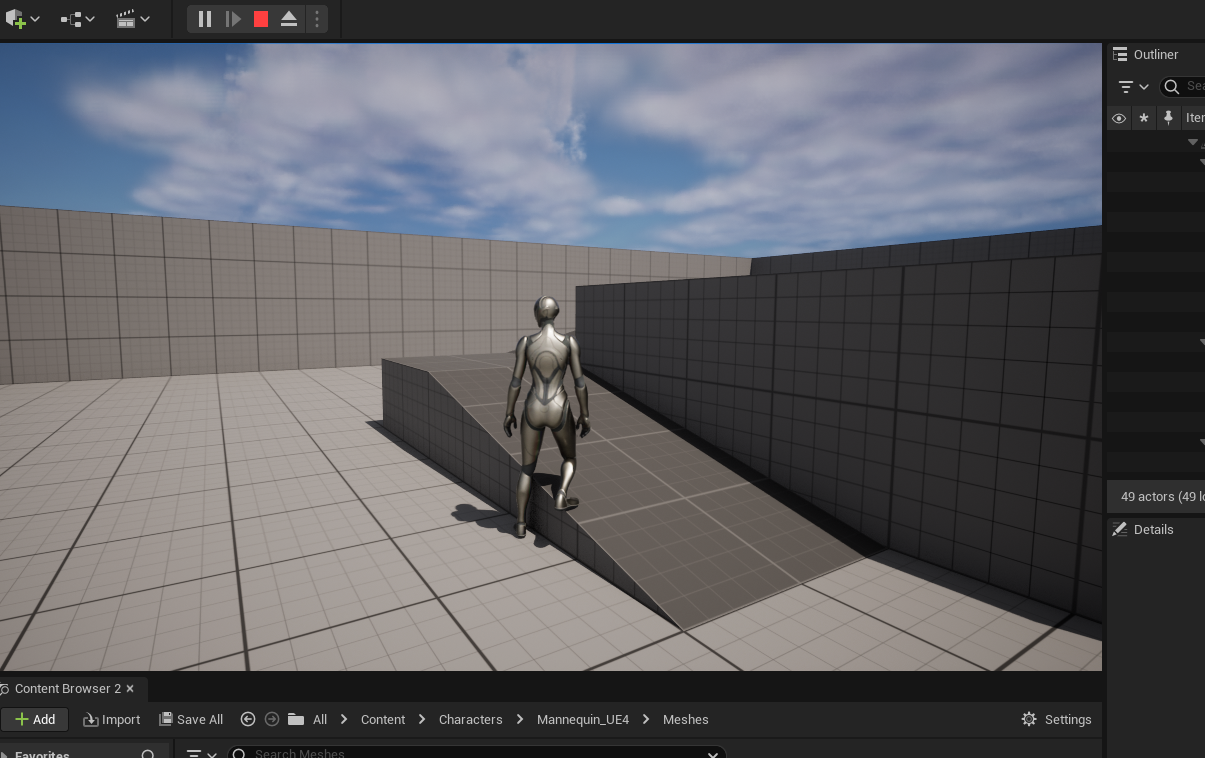 Outliner
Sea
Iter
49 actors (49 lo
Details
Content Browser 2
Add Import Save All All Content Characters Mannequin_UE4 Meshes Settings
Favorites Search Meshes